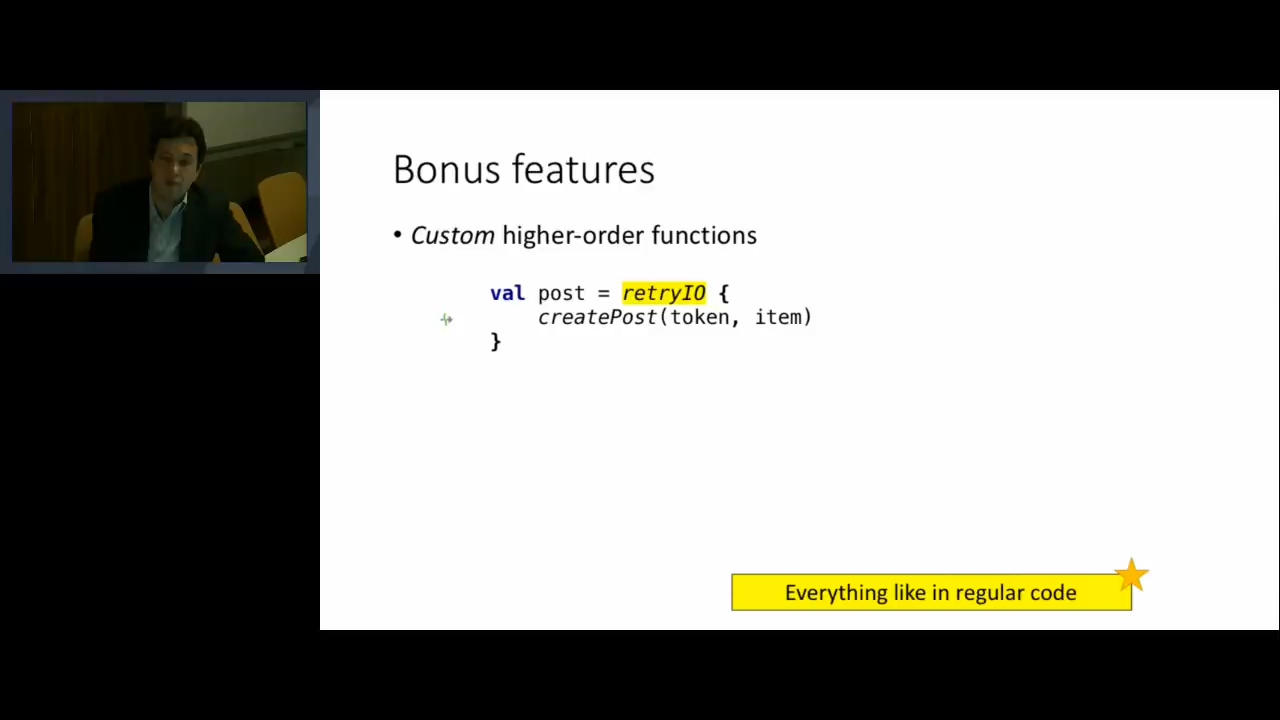 Bonus features
• Custom higher-order functions
val post = retryIO {
createPost(token, item)
}
Everything like in regular code